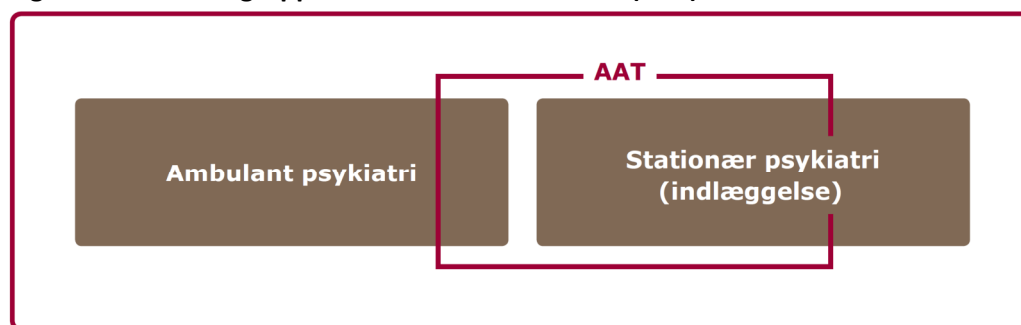 AAT
Ambulant psykiatri
Stationær psykiatri
(indlæggelse)